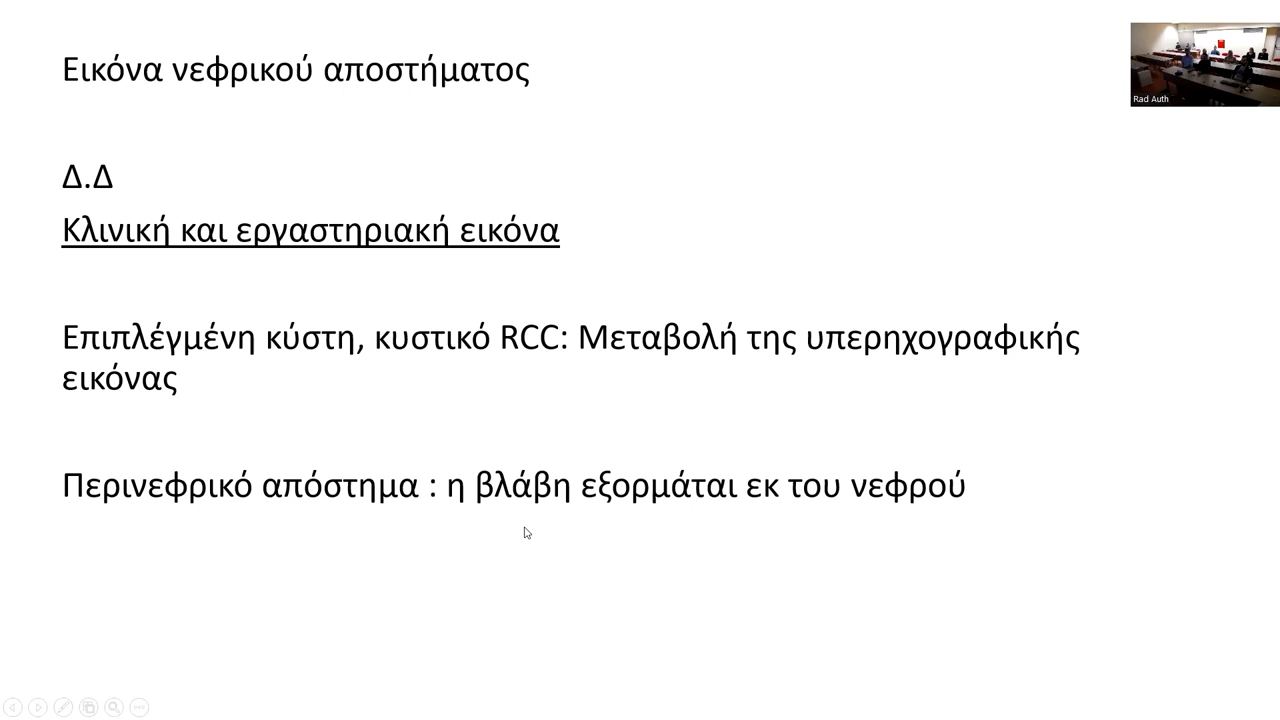 Εικόνα νεφρικού αποστήματος
Rad Auth
Δ.Δ
Κλινική και εργαστηριακή εικόνα
Επιπλέγμένη κύστη, κυστικό RCC: Μεταβολή της υπερηχογραφικής
εικόνας
Περινεφρικό απόστημα : η βλάβη εξορμάται εκ του νεφρού